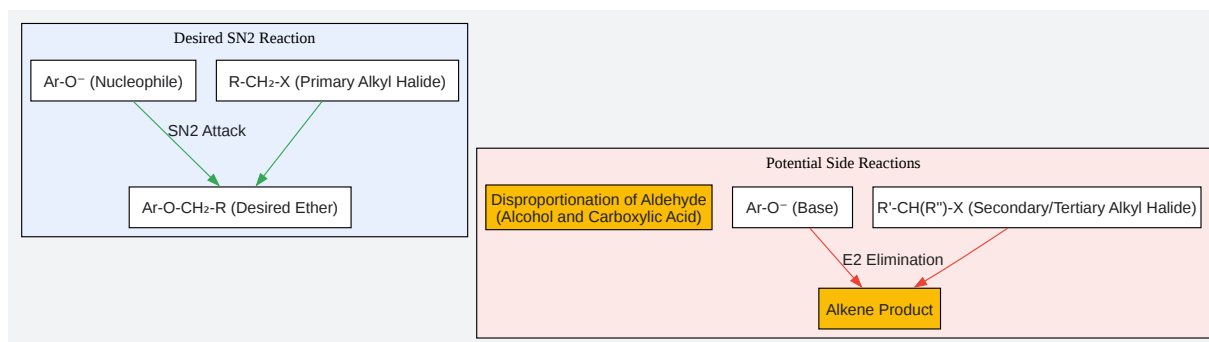 Desired SN2 Reaction
Ar-O⁻ (Nucleophile)
R-CH₂-X (Primary Alkyl Halide)
SN2 Attack
Ar-O-CH₂-R (Desired Ether)
Potential Side Reactions
Disproportionation of Aldehyde
(Alcohol and Carboxylic Acid)
Ar-O⁻ (Base)
R'-CH(R")-X (Secondary/Tertiary Alkyl Halide)
E2 Elimination
Alkene Product